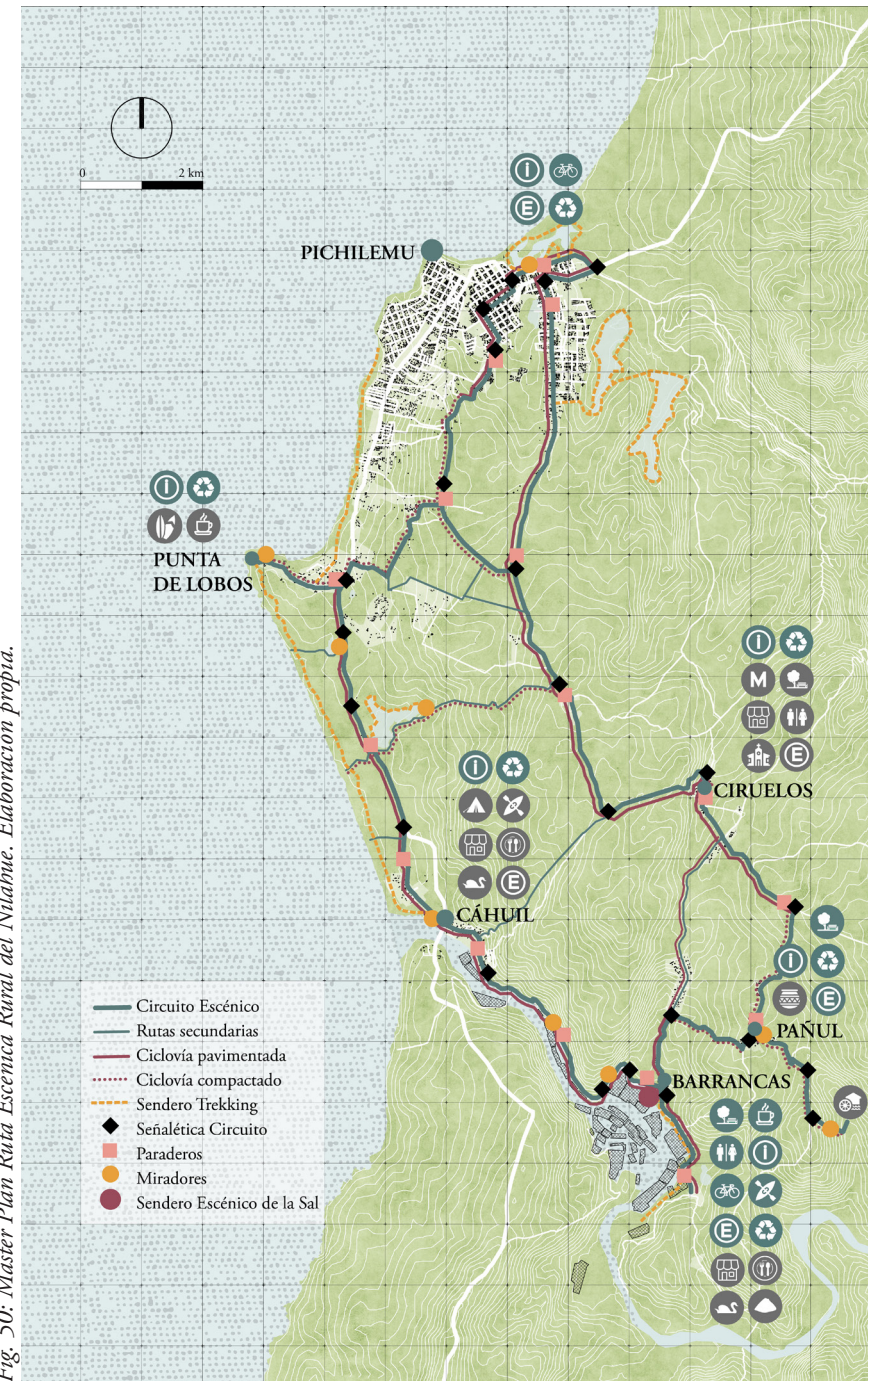 Fig. 50: Master Plan Ruta Escénica Rural del Nilahue. Elaboración propia.
0 2 km
i
E
PICHILEMU
i
PUNTA
DE LOBOS
i
M
E
CIRUELOS
i
E
CÁHUIL
i
E
PAÑUL
BARRANCAS
i
E
Circuito Escénico
Rutas secundarias
Ciclovía pavimentada
Ciclovía compactado
Sendero Trekking
Señalética Circuito
Paraderos
Miradores
Sendero Escénico de la Sal